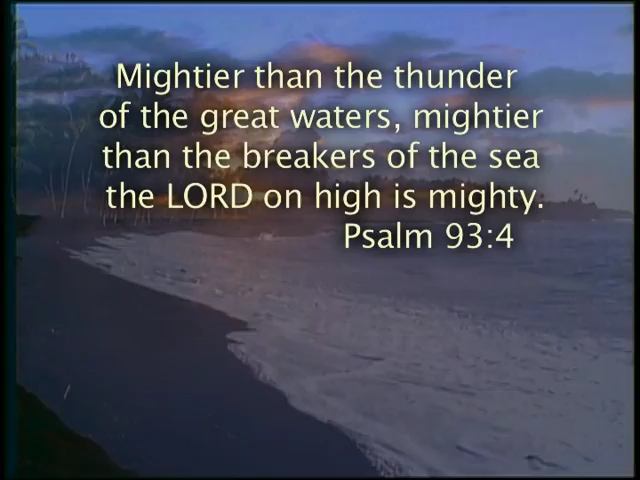 Mightier than the thunder
of the great waters, mightier
than the breakers of the sea
the LORD on high is mighty.
Psalm 93:4